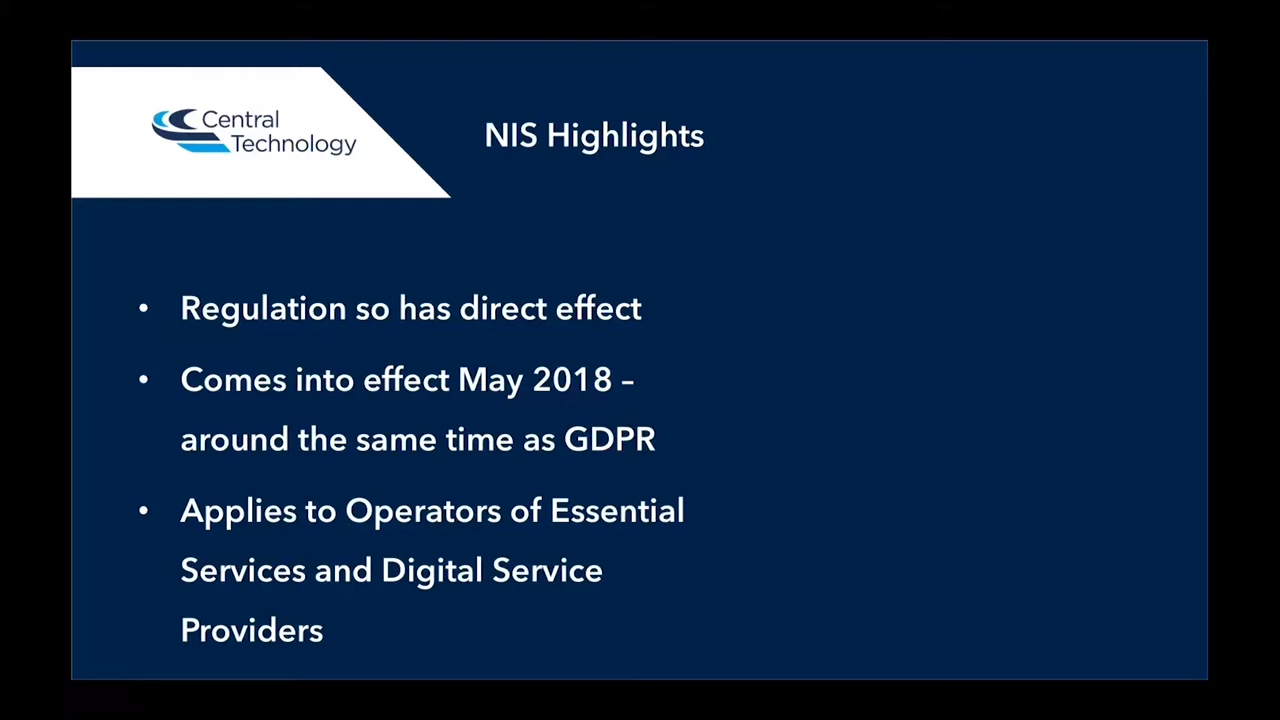 Central
Technology
NIS Highlights
• Regulation so has direct effect
• Comes into effect May 2018 –
around the same time as GDPR
• Applies to Operators of Essential
Services and Digital Service
Providers